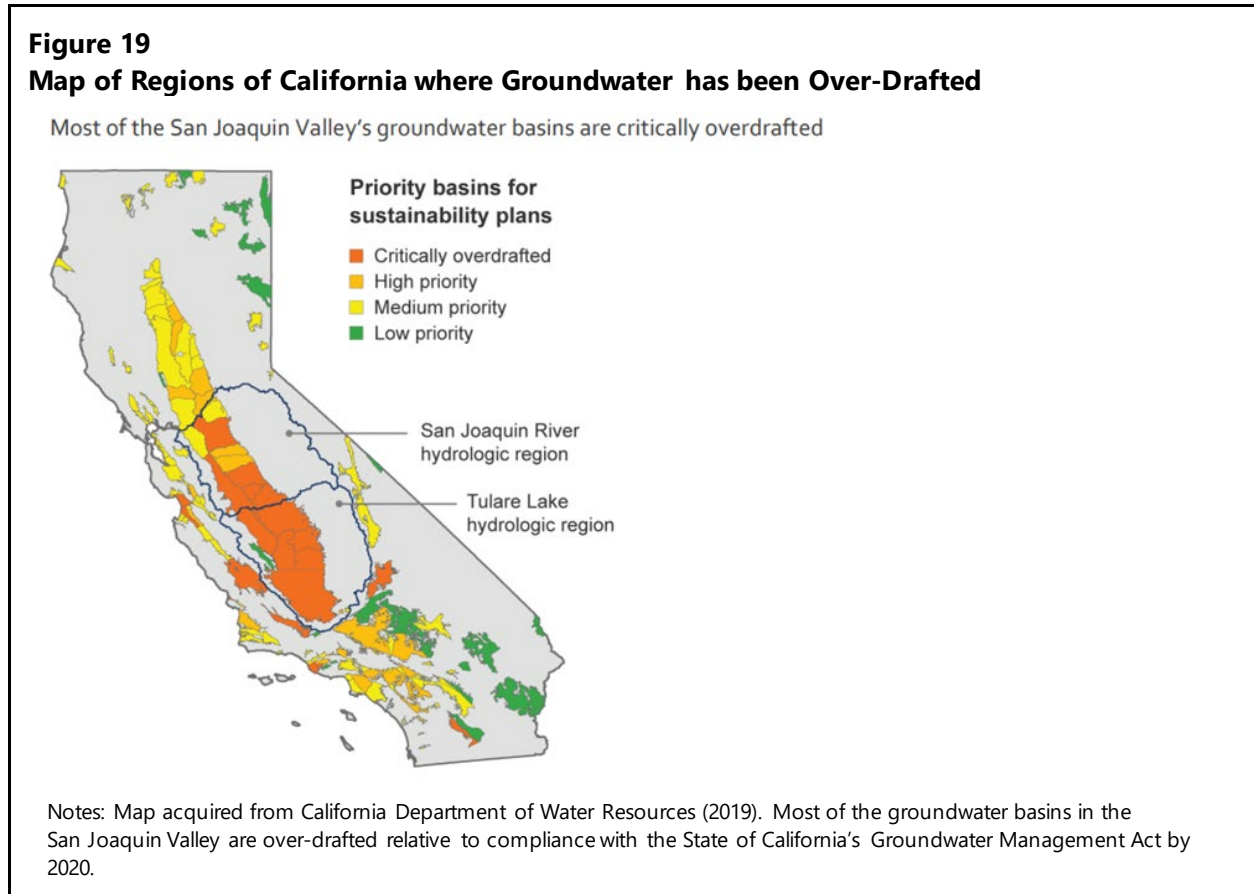 Figure 19
Map of Regions of California where Groundwater has been Over-Drafted
Most of the San Joaquin Valley's groundwater basins are critically overdrafted
Priority basins for
sustainability plans
Critically overdrafted
High priority
Medium priority
Low priority
San Joaquin River
hydrologic region
Tulare Lake
hydrologic region
Notes: Map acquired from California Department of Water Resources (2019). Most of the groundwater basins in the
San Joaquin Valley are over-drafted relative to compliance with the State of California's Groundwater Management Act by
2020.